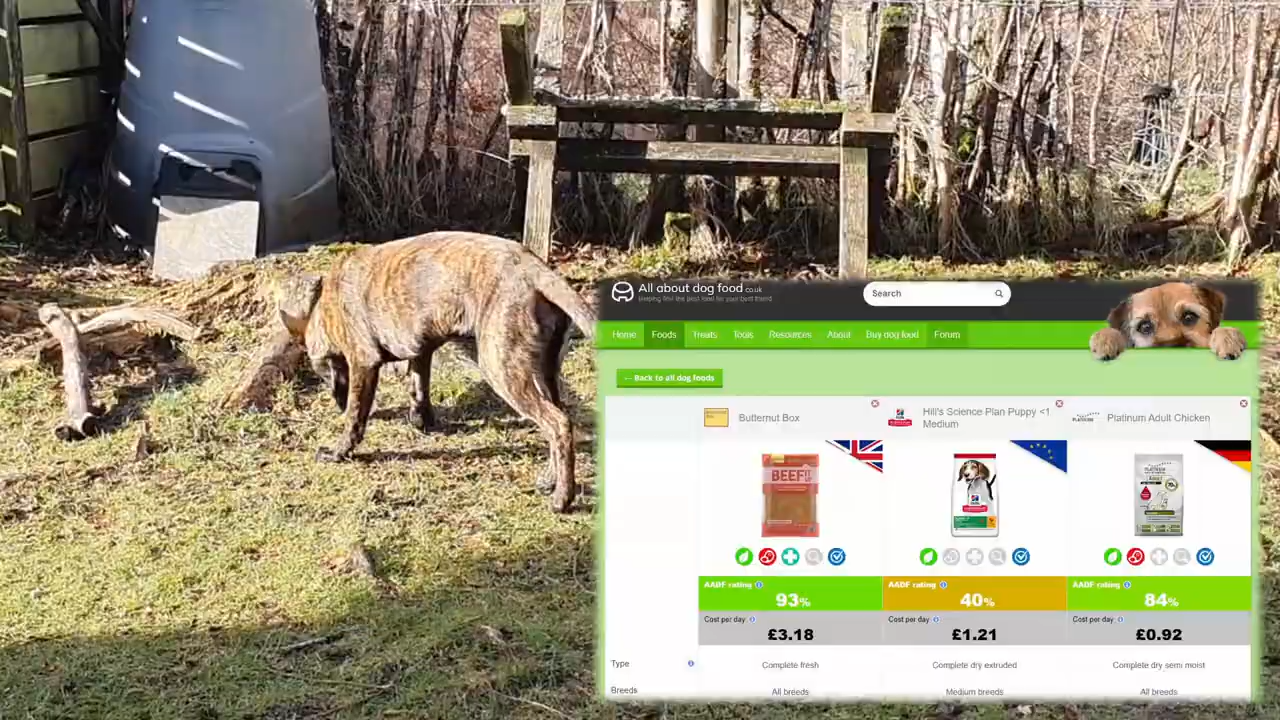 All about dog food .co.uk
Helping find the best food for your best friend
Search
Home Foods Treats Tools Resources About Buy dog food Forum
← Back to all dog foods
Butternut Box
Hill's Science Plan Puppy <1
Medium
Platinum Adult Chicken
BEEF IT UP
AADF rating AADF rating AADF rating
93% 40% 84%
Cost per day Cost per day Cost per day
£3.18 £1.21 £0.92
Type Complete fresh Complete dry extruded Complete dry semi moist
Breeds All breeds Medium breeds All breeds